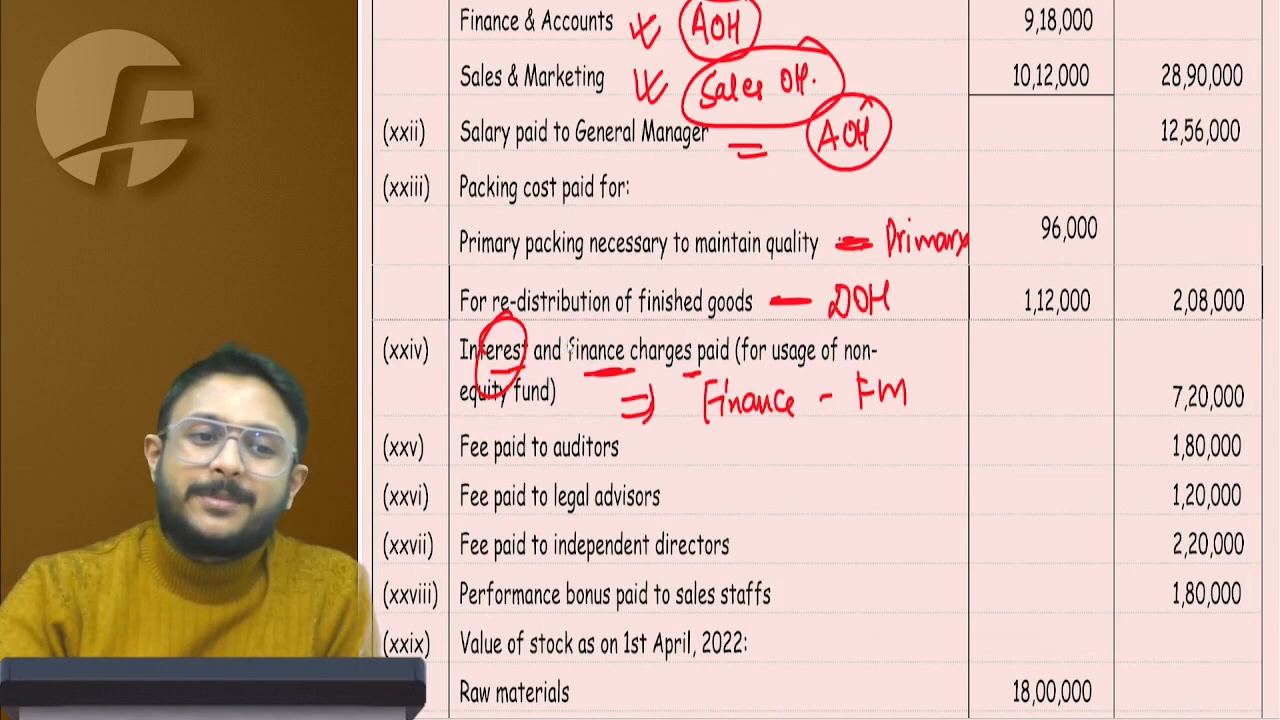 Finance & Accounts AOH 9,18,000
Sales & Marketing Sales OH. 10,12,000 28,90,000
(xxii) Salary paid to General Manager AOH 12,56,000
(xxiii) Packing cost paid for:
Primary packing necessary to maintain quality Primary 96,000
For re-distribution of finished goods DOH 1,12,000 2,08,000
(xxiv) Interest and finance charges paid (for usage of non-
equity fund) Finance - FM 7,20,000
(xxv) Fee paid to auditors 1,80,000
(xxvi) Fee paid to legal advisors 1,20,000
(xxvii) Fee paid to independent directors 2,20,000
(xxviii) Performance bonus paid to sales staffs 1,80,000
(xxix) Value of stock as on 1st April, 2022:
Raw materials 18,00,000